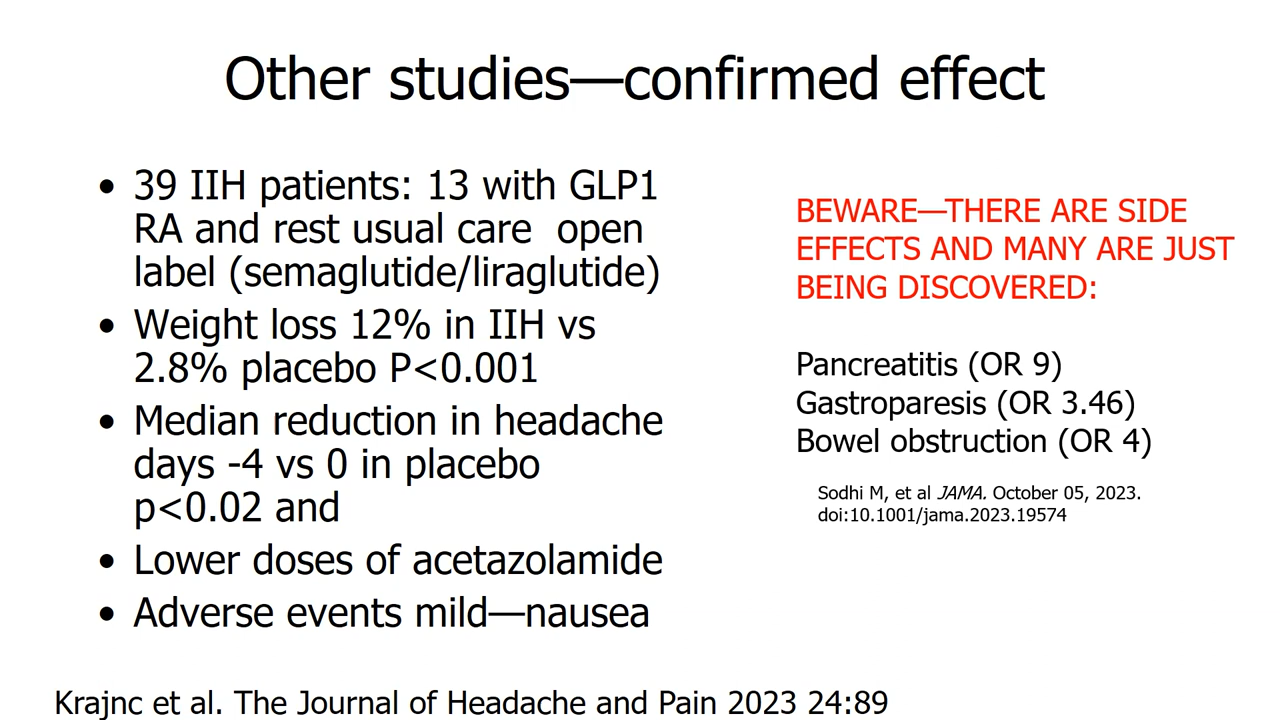 Other studies—confirmed effect
• 39 IIH patients: 13 with GLP1
RA and rest usual care  open
label (semaglutide/liraglutide)
• Weight loss 12% in IIH vs
2.8% placebo P<0.001
• Median reduction in headache
days -4 vs 0 in placebo
p<0.02 and
• Lower doses of acetazolamide
• Adverse events mild—nausea
BEWARE—THERE ARE SIDE
EFFECTS AND MANY ARE JUST
BEING DISCOVERED:
Pancreatitis (OR 9)
Gastroparesis (OR 3.46)
Bowel obstruction (OR 4)
Sodhi M, et al JAMA. October 05, 2023.
doi:10.1001/jama.2023.19574
Krajnc et al. The Journal of Headache and Pain 2023 24:89